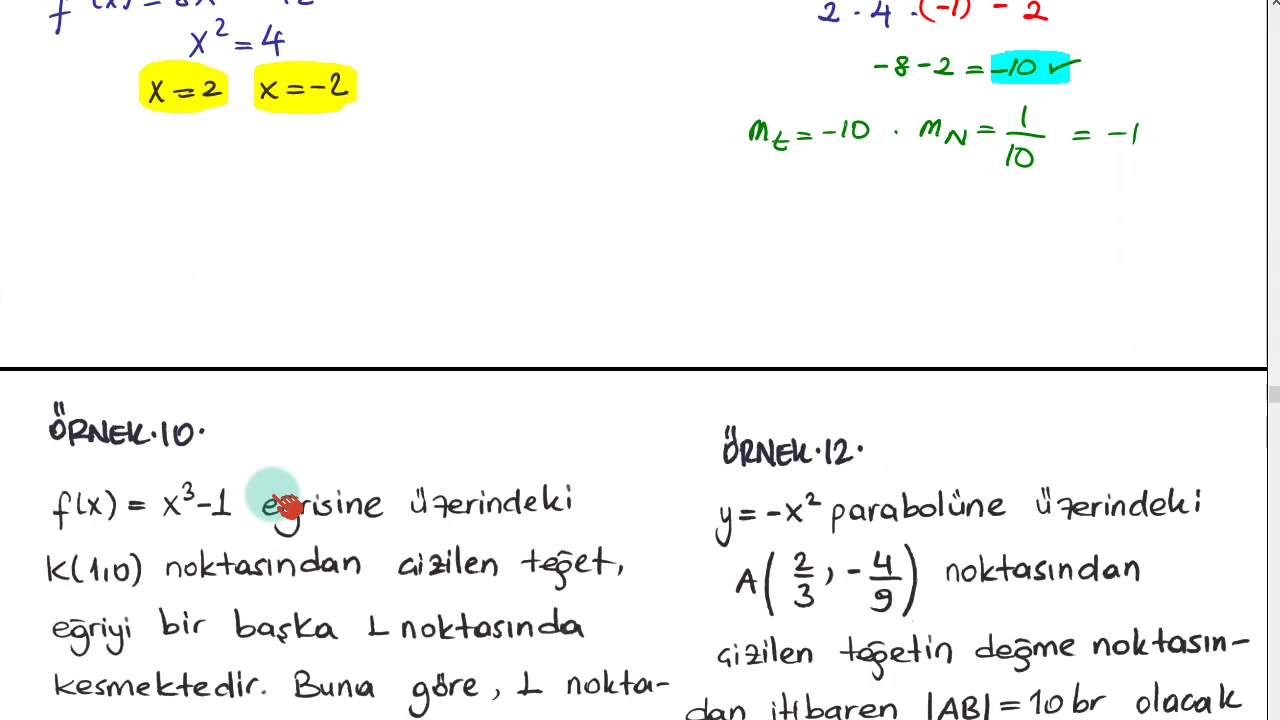 x² = 4
x = 2 x = -2
2 · 4 · (-1) - 2
-8 - 2 = -10 ✓
m_t = -10 · m_N = 1/10 = -1
ÖRNEK·10·
f(x) = x³-1 eğrisine üzerindeki
K(1,0) noktasından çizilen teğet,
eğriyi bir başka L noktasında
kesmektedir. Buna göre, L nokta-
ÖRNEK·12·
y = -x² parabolüne üzerindeki
A(2/3, -4/9) noktasından
çizilen teğetin değme noktasın-
dan itibaren |AB| = 10 br olacak